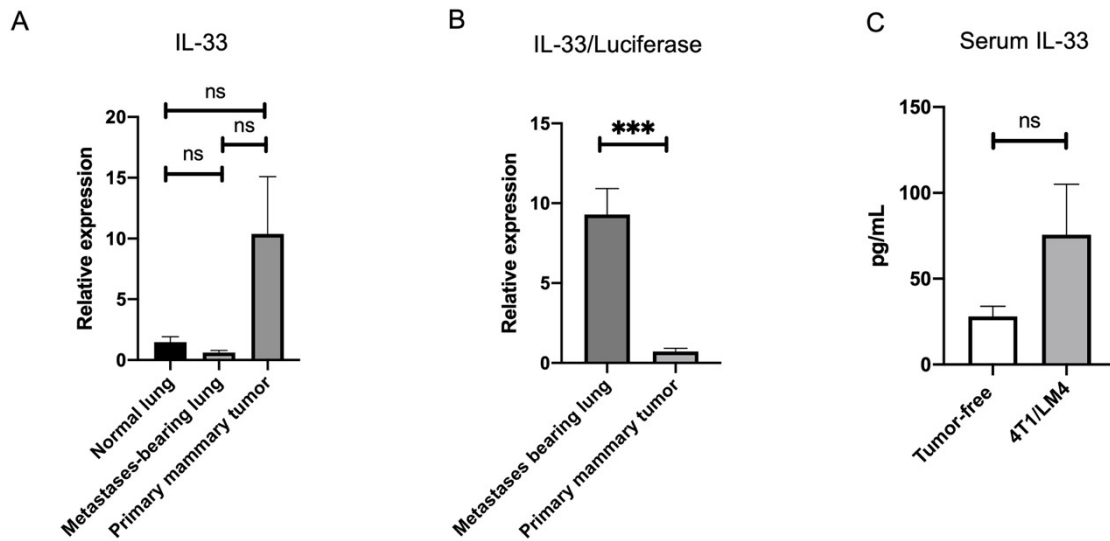 A
IL-33
ns
ns
ns
20
15
10
5
0
Relative expression
Normal lung
Metastases-bearing lung
Primary mammary tumor
B
IL-33/Luciferase
***
15
10
5
0
Relative expression
Metastases bearing lung
Primary mammary tumor
C
Serum IL-33
ns
150
100
50
0
pg/mL
Tumor-free
4T1/LM4